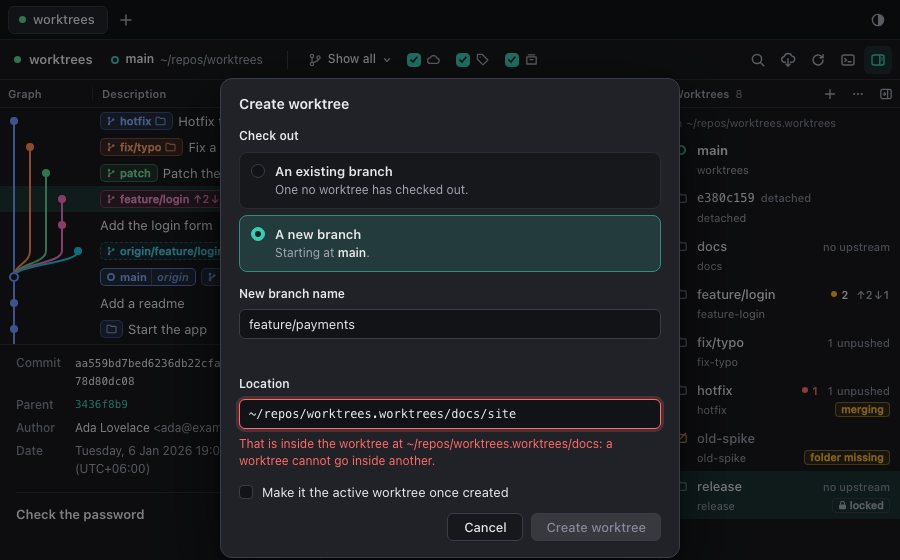 worktrees
worktrees
main ~/repos/worktrees
Show all
Graph
Description
hotfix
Hotfix
fix/typo
Fix a
patch
Patch the
feature/login ↑2↓
Add the login form
origin/feature/login
main origin
Add a readme
Start the app
Commit
aa559bd7bed6236db22cfa
78d80dc08
Parent
3436f8b9
Author
Ada Lovelace <ada@exam
Date
Tuesday, 6 Jan 2026 19:0
(UTC+06:00)
Check the password
Create worktree
Check out
An existing branch
One no worktree has checked out.
A new branch
Starting at main.
New branch name
feature/payments
Location
~/repos/worktrees.worktrees/docs/site
That is inside the worktree at ~/repos/worktrees.worktrees/docs: a
worktree cannot go inside another.
Make it the active worktree once created
Cancel
Create worktree
Worktrees 8
~/repos/worktrees.worktrees
main
worktrees
e380c159 detached
detached
docs
no upstream
docs
feature/login
2 ↑2↓1
feature-login
fix/typo
1 unpushed
fix-typo
hotfix
1 1 unpushed
hotfix
merging
old-spike
old-spike
folder missing
release
no upstream
release
locked